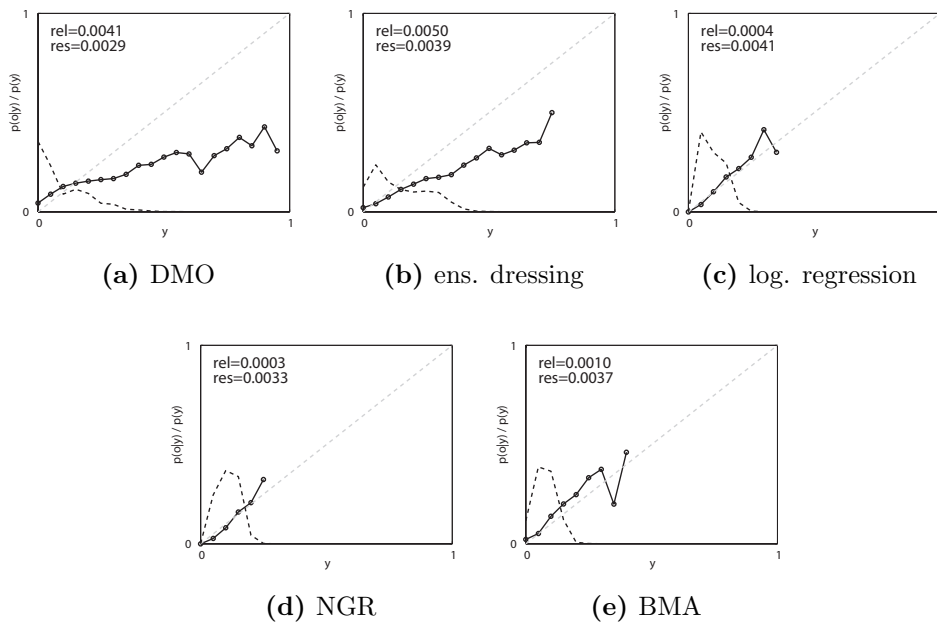 1
rel=0.0041
res=0.0029
p(o|y) / p(y)
0
0
1
y
(a) DMO
1
rel=0.0050
res=0.0039
p(o|y) / p(y)
0
0
1
y
(b) ens. dressing
1
rel=0.0004
res=0.0041
p(o|y) / p(y)
0
0
y
(c) log. regression
1
rel=0.0003
res=0.0033
p(o|y) / p(y)
0
0
1
y
(d) NGR
1
rel=0.0010
res=0.0037
p(o|y) / p(y)
0
0
1
y
(e) BMA